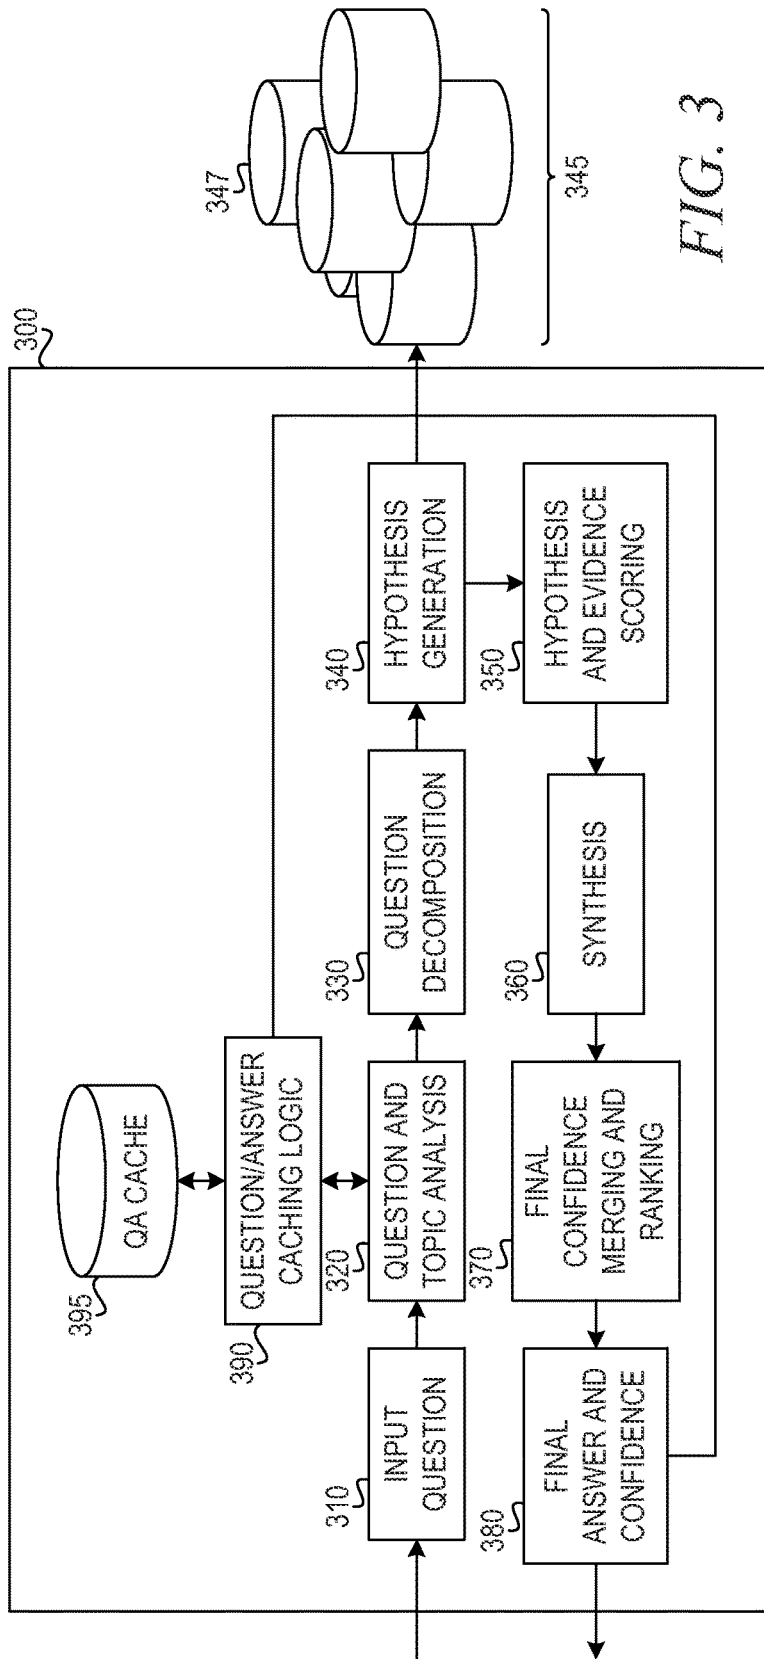 300
395
QA CACHE
347
390
QUESTION/ANSWER
CACHING LOGIC
310
INPUT
QUESTION
320
QUESTION AND
TOPIC ANALYSIS
330
QUESTION
DECOMPOSITION
340
HYPOTHESIS
GENERATION
345
380
FINAL
ANSWER AND
CONFIDENCE
370
FINAL
CONFIDENCE
MERGING AND
RANKING
360
SYNTHESIS
350
HYPOTHESIS
AND EVIDENCE
SCORING
FIG. 3